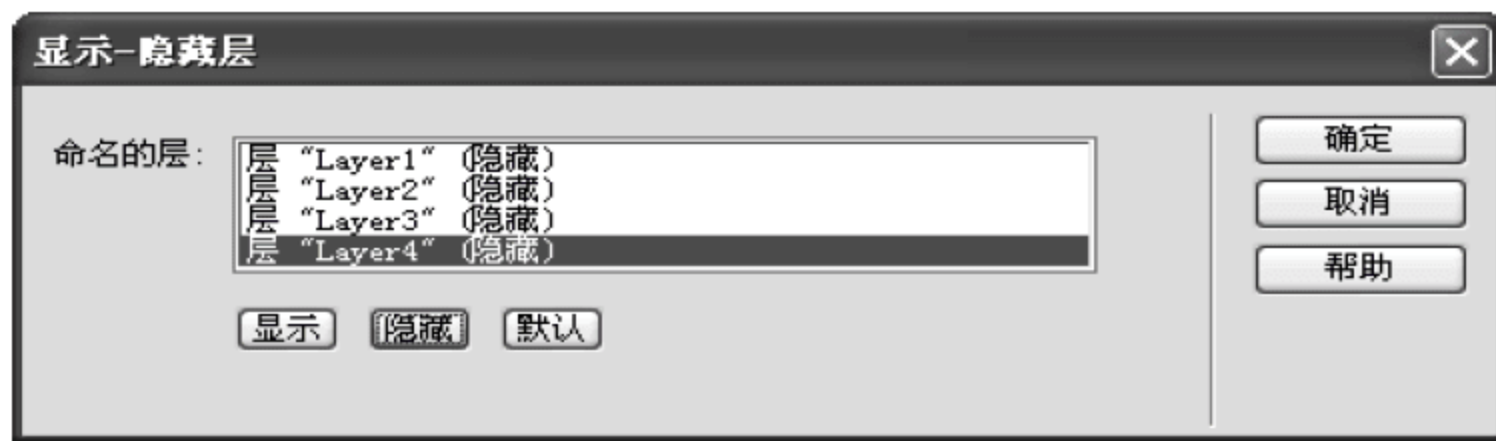 显示-隐藏层
命名的层:
层 "Layer1" (隐藏)
层 "Layer2" (隐藏)
层 "Layer3" (隐藏)
层 "Layer4" (隐藏)
显示 隐藏 默认
确定
取消
帮助